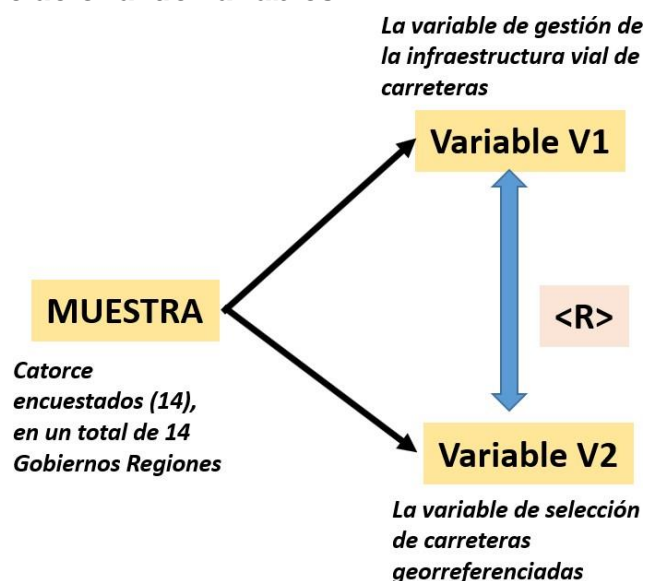 La variable de gestión de
la infraestructura vial de
carreteras
Variable V1
MUESTRA
<R>
Catorce
encuestados (14),
en un total de 14
Gobiernos Regiones
Variable V2
La variable de selección
de carreteras
georreferenciadas